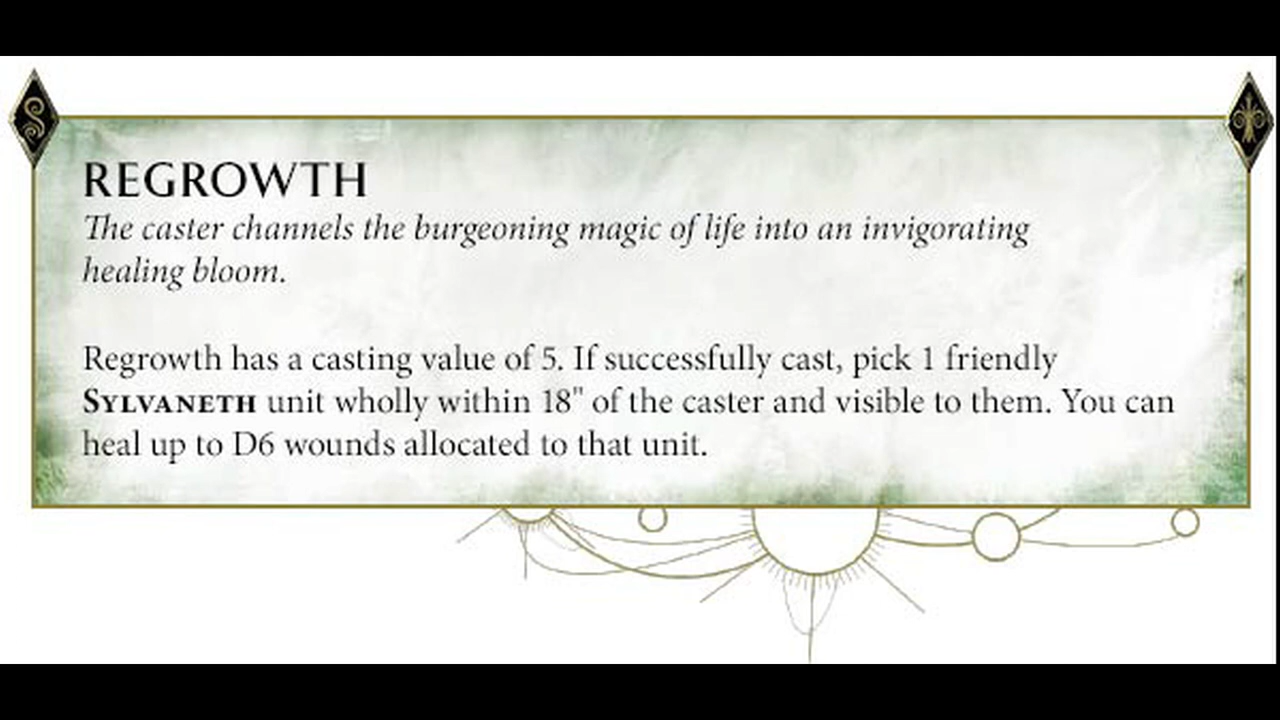 REGROWTH
The caster channels the burgeoning magic of life into an invigorating
healing bloom.
Regrowth has a casting value of 5. If successfully cast, pick 1 friendly
SYLVANETH unit wholly within 18" of the caster and visible to them. You can
heal up to D6 wounds allocated to that unit.